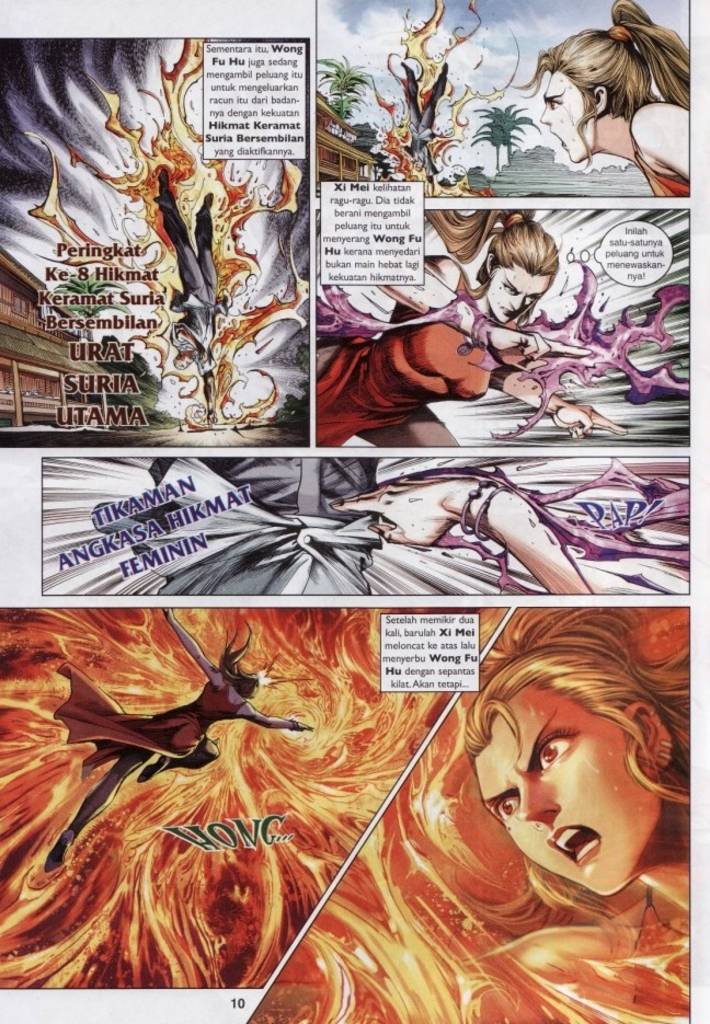 Sementara itu, Wong
Fu Hu juga sedang
mengambil peluang itu
untuk mengeluarkan
racun itu dari badan-
nya dengan kekuatan
Hikmat Keramat
Suria Bersembilan
yang diaktifkannya.
Peringkat
Ke-8 Hikmat
Keramat Suria
Bersembilan
URAT
SURIA
UTAMA
Xi Mei kelihatan
ragu-ragu. Dia tidak
berani mengambil
peluang itu untuk
menyerang Wong Fu
Hu kerana menyedari
bukan main hebat lagi
kekuatan hikmatnya.
Inilah
satu-satunya
peluang untuk
menewaskan-
nya!
TIKAMAN
ANGKASA HIKMAT
FEMININ
PAP!
Setelah memikir dua
kali, barulah Xi Mei
meloncat ke atas lalu
menyerbu Wong Fu
Hu dengan sepantas
kilat. Akan tetapi...
HONG...
10